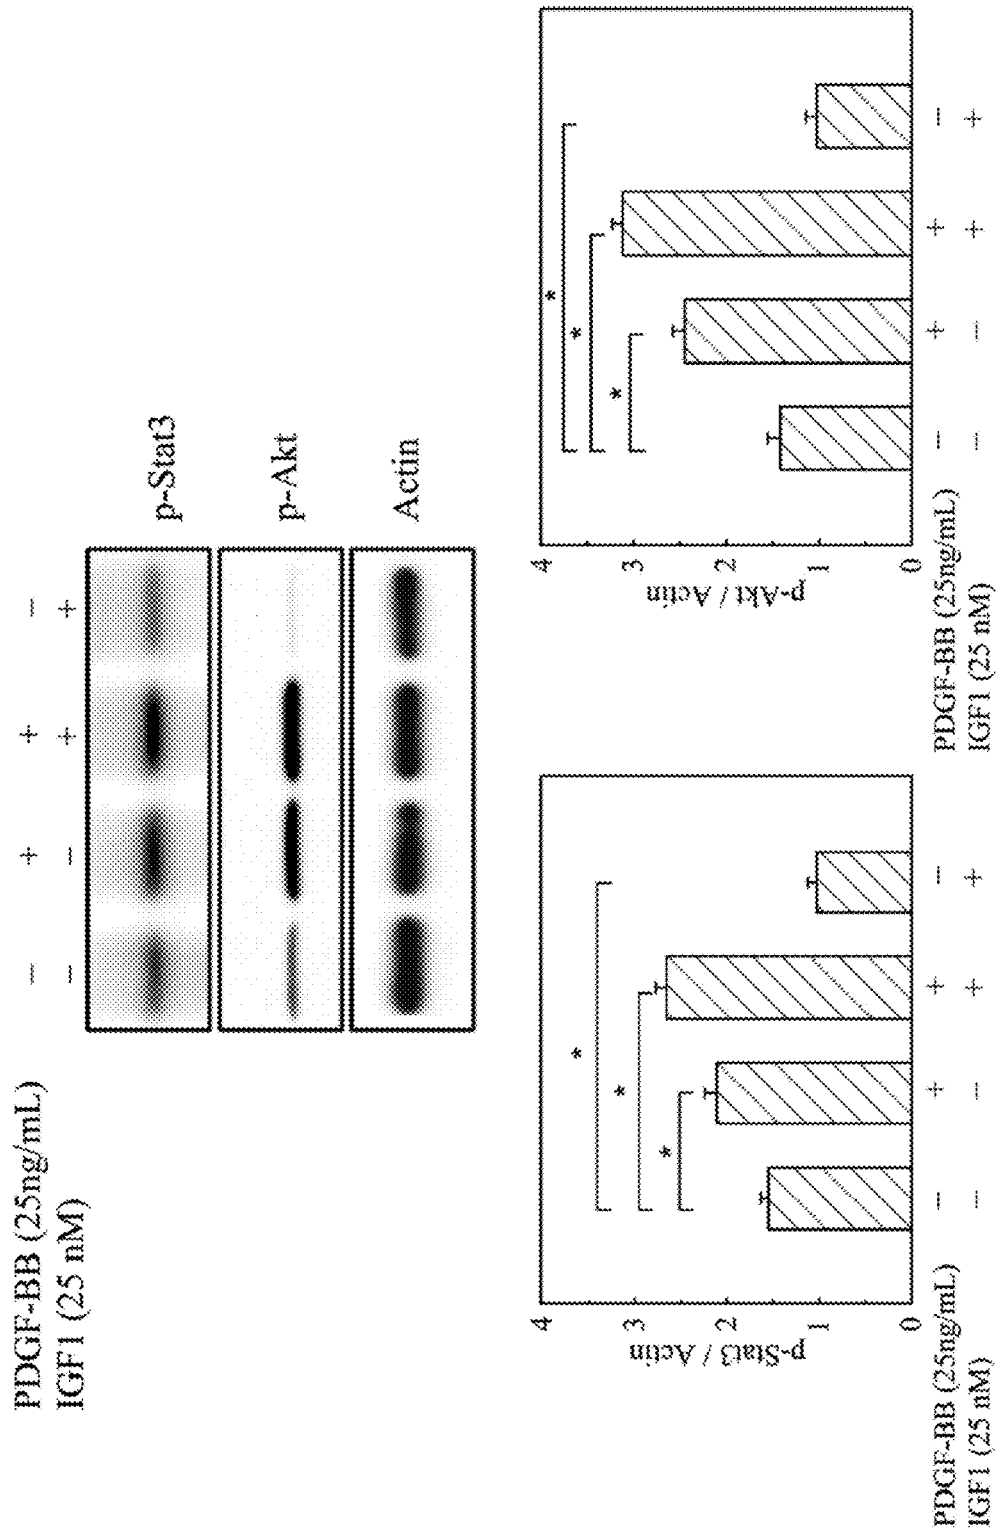 PDGF-BB (25ng/mL) − + + −
IGF1 (25 nM) − − + +
p-Stat3
p-Akt
Actin
p-Stat3 / Actin
4
3
2
1
0
*
*
*
PDGF-BB (25ng/mL) − + + −
IGF1 (25 nM) − − + +
p-Akt / Actin
4
3
2
1
0
*
*
*
PDGF-BB (25ng/mL) − + + −
IGF1 (25 nM) − − + +